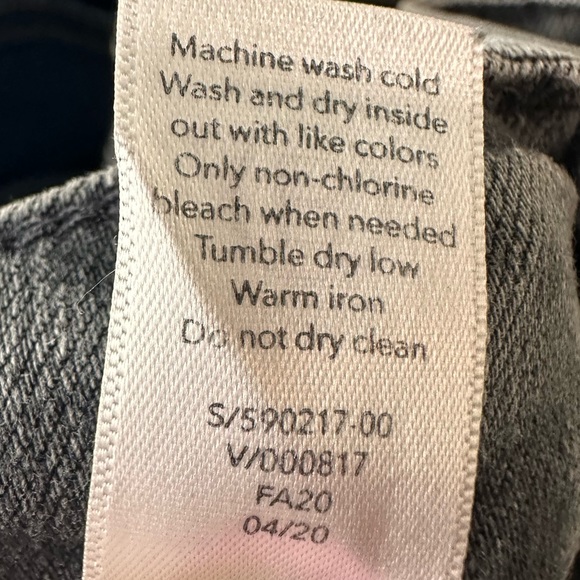 Machine wash cold
Wash and dry inside
out with like colors
Only non-chlorine
bleach when needed
Tumble dry low
Warm iron
Do not dry clean
S/590217-00
V/000817
FA20
04/20